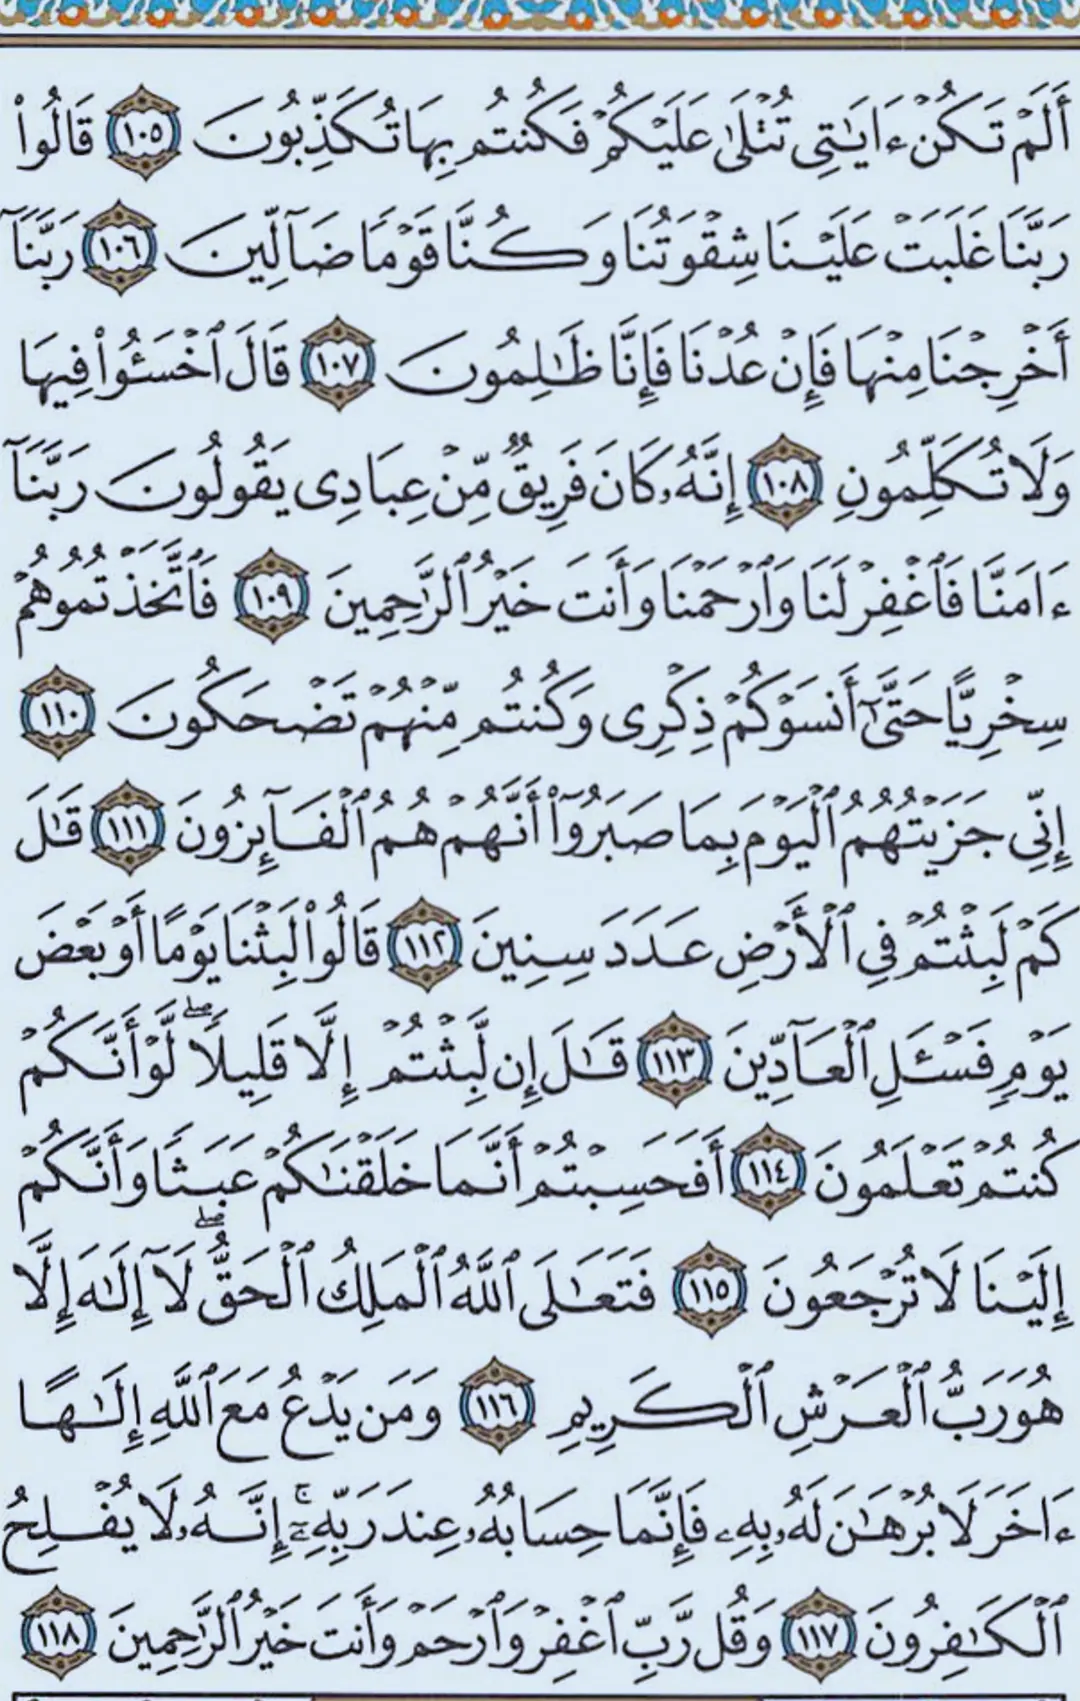 أَلَمْ تَكُنْ ءَايَٰتِى تُتْلَىٰ عَلَيْكُمْ فَكُنتُم بِهَا تُكَذِّبُونَ ١٠٥ قَالُوا۟
رَبَّنَا غَلَبَتْ عَلَيْنَا شِقْوَتُنَا وَكُنَّا قَوْمًا ضَآلِّينَ ١٠٦ رَبَّنَآ
أَخْرِجْنَا مِنْهَا فَإِنْ عُدْنَا فَإِنَّا ظَٰلِمُونَ ١٠٧ قَالَ ٱخْسَـُٔوا۟ فِيهَا
وَلَا تُكَلِّمُونِ ١٠٨ إِنَّهُۥ كَانَ فَرِيقٌ مِّنْ عِبَادِى يَقُولُونَ رَبَّنَآ
ءَامَنَّا فَٱغْفِرْ لَنَا وَٱرْحَمْنَا وَأَنتَ خَيْرُ ٱلرَّٰحِمِينَ ١٠٩ فَٱتَّخَذْتُمُوهُمْ
سِخْرِيًّا حَتَّىٰٓ أَنسَوْكُمْ ذِكْرِى وَكُنتُم مِّنْهُمْ تَضْحَكُونَ ١١٠
إِنِّى جَزَيْتُهُمُ ٱلْيَوْمَ بِمَا صَبَرُوٓا۟ أَنَّهُمْ هُمُ ٱلْفَآئِزُونَ ١١١ قَٰلَ
كَمْ لَبِثْتُمْ فِى ٱلْأَرْضِ عَدَدَ سِنِينَ ١١٢ قَالُوا۟ لَبِثْنَا يَوْمًا أَوْ بَعْضَ
يَوْمٍ فَسْـَٔلِ ٱلْعَآدِّينَ ١١٣ قَٰلَ إِن لَّبِثْتُمْ إِلَّا قَلِيلًا ۖ لَّوْ أَنَّكُمْ
كُنتُمْ تَعْلَمُونَ ١١٤ أَفَحَسِبْتُمْ أَنَّمَا خَلَقْنَٰكُمْ عَبَثًا وَأَنَّكُمْ
إِلَيْنَا لَا تُرْجَعُونَ ١١٥ فَتَعَٰلَى ٱللَّهُ ٱلْمَلِكُ ٱلْحَقُّ ۖ لَآ إِلَٰهَ إِلَّا
هُوَ رَبُّ ٱلْعَرْشِ ٱلْكَرِيمِ ١١٦ وَمَن يَدْعُ مَعَ ٱللَّهِ إِلَٰهًا
ءَاخَرَ لَا بُرْهَٰنَ لَهُۥ بِهِۦ فَإِنَّمَا حِسَابُهُۥ عِندَ رَبِّهِۦٓ ۚ إِنَّهُۥ لَا يُفْلِحُ
ٱلْكَٰفِرُونَ ١١٧ وَقُل رَّبِّ ٱغْفِرْ وَٱرْحَمْ وَأَنتَ خَيْرُ ٱلرَّٰحِمِينَ ١١٨